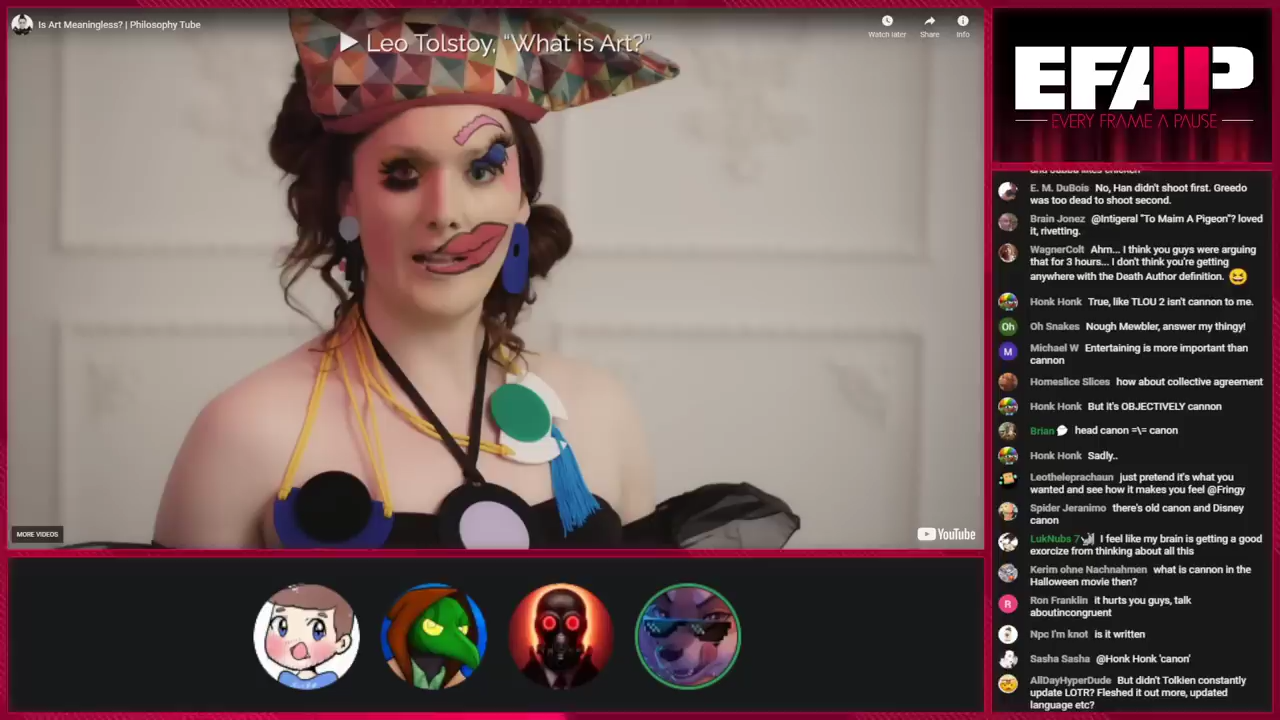 Is Art Meaningless? | Philosophy Tube
▶ Leo Tolstoy, “What is Art?”
Watch later
Share
Info
MORE VIDEOS
YouTube
EFAP
EVERY FRAME A PAUSE
E. M. DuBois No, Han didn't shoot first. Greedo
was too dead to shoot second.
Brain Jonez @Intigeral "To Maim A Pigeon"? loved
it, rivetting.
WagnerColt Ahm... I think you guys were arguing
that for 3 hours... I don't think you're getting
anywhere with the Death Author definition. 😆
Honk Honk True, like TLOU 2 isn't cannon to me.
Oh
Oh Snakes Nough Mewbler, answer my thingy!
M
Michael W Entertaining is more important than
cannon
Homeslice Slices how about collective agreement
Honk Honk But it's OBJECTIVELY cannon
Brian head canon =\= canon
Honk Honk Sadly..
Leotheleprachaun just pretend it's what you
wanted and see how it makes you feel @Fringy
Spider Jeranimo there's old canon and Disney
canon
LukNubs 7 I feel like my brain is getting a good
exorcize from thinking about all this
Kerim ohne Nachnahmen what is cannon in the
Halloween movie then?
R
Ron Franklin it hurts you guys, talk
aboutincongruent
Npc I'm knot is it written
Sasha Sasha @Honk Honk 'canon'
AllDayHyperDude But didn't Tolkien constantly
update LOTR? Fleshed it out more, updated
language etc?